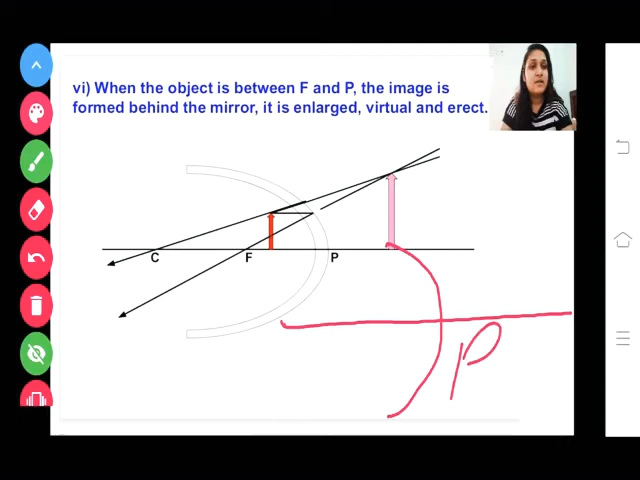 vi) When the object is between F and P, the image is
formed behind the mirror, it is enlarged, virtual and erect.
C F P
P